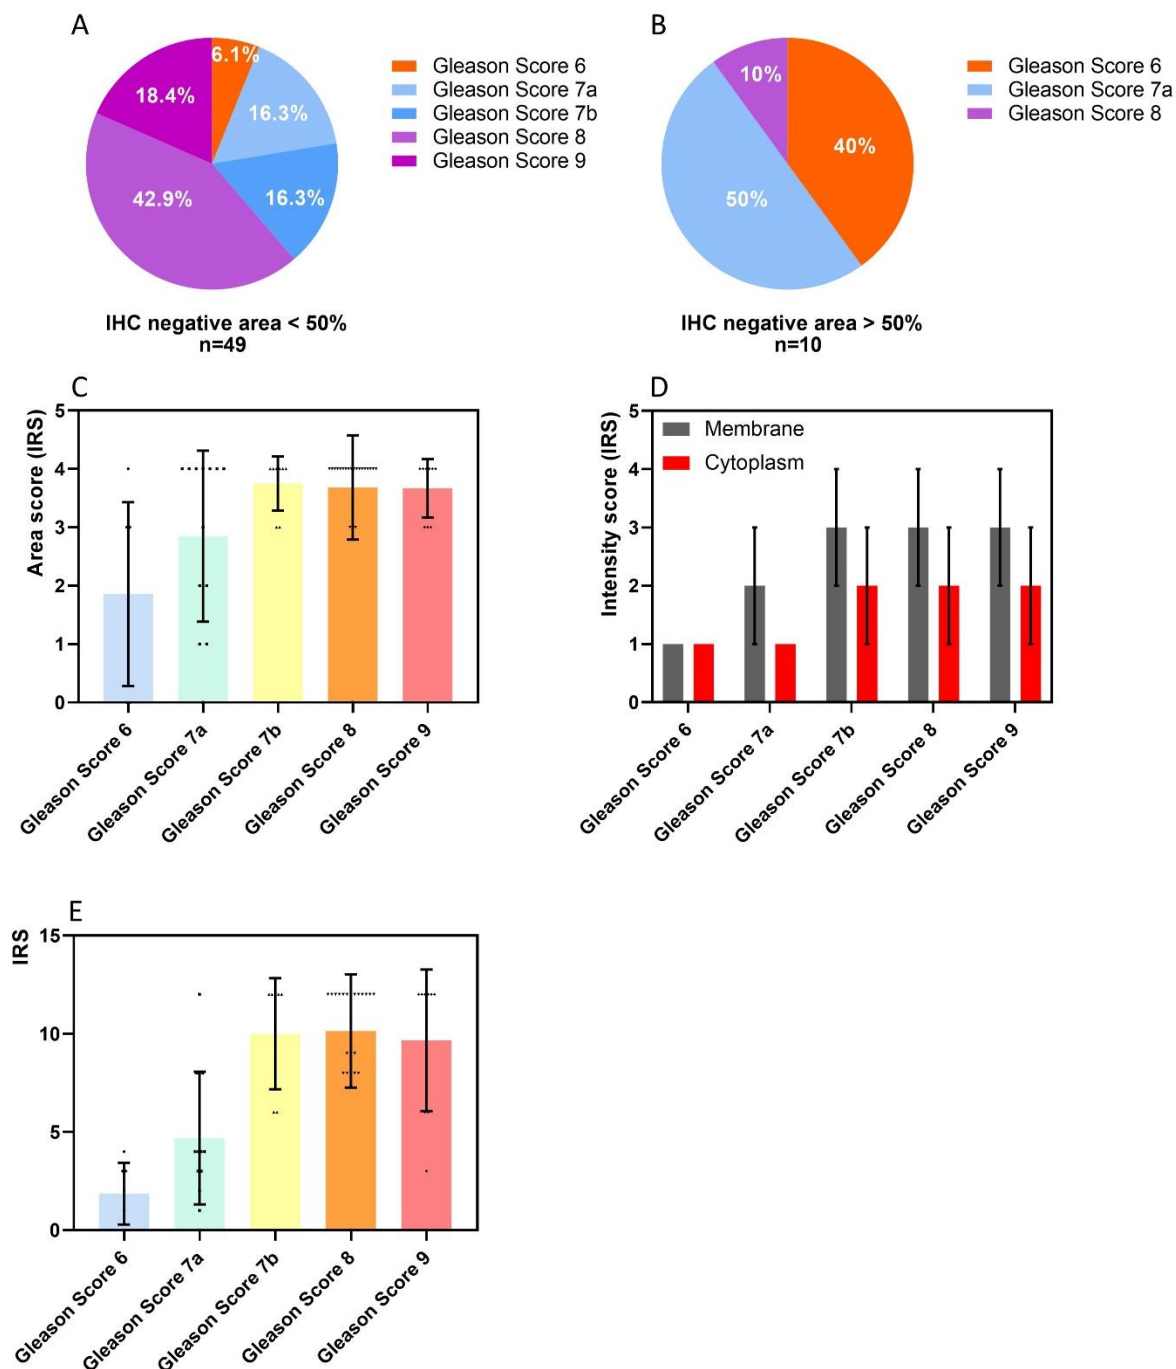 A
6.1%
16.3%
16.3%
42.9%
18.4%
Gleason Score 6
Gleason Score 7a
Gleason Score 7b
Gleason Score 8
Gleason Score 9
IHC negative area < 50%
n=49
B
10%
40%
50%
Gleason Score 6
Gleason Score 7a
Gleason Score 8
IHC negative area > 50%
n=10
C
Area score (IRS)
5
4
3
2
1
0
Gleason Score 6
Gleason Score 7a
Gleason Score 7b
Gleason Score 8
Gleason Score 9
D
Intensity score (IRS)
5
4
3
2
1
0
Membrane
Cytoplasm
Gleason Score 6
Gleason Score 7a
Gleason Score 7b
Gleason Score 8
Gleason Score 9
E
IRS
15
10
5
0
Gleason Score 6
Gleason Score 7a
Gleason Score 7b
Gleason Score 8
Gleason Score 9